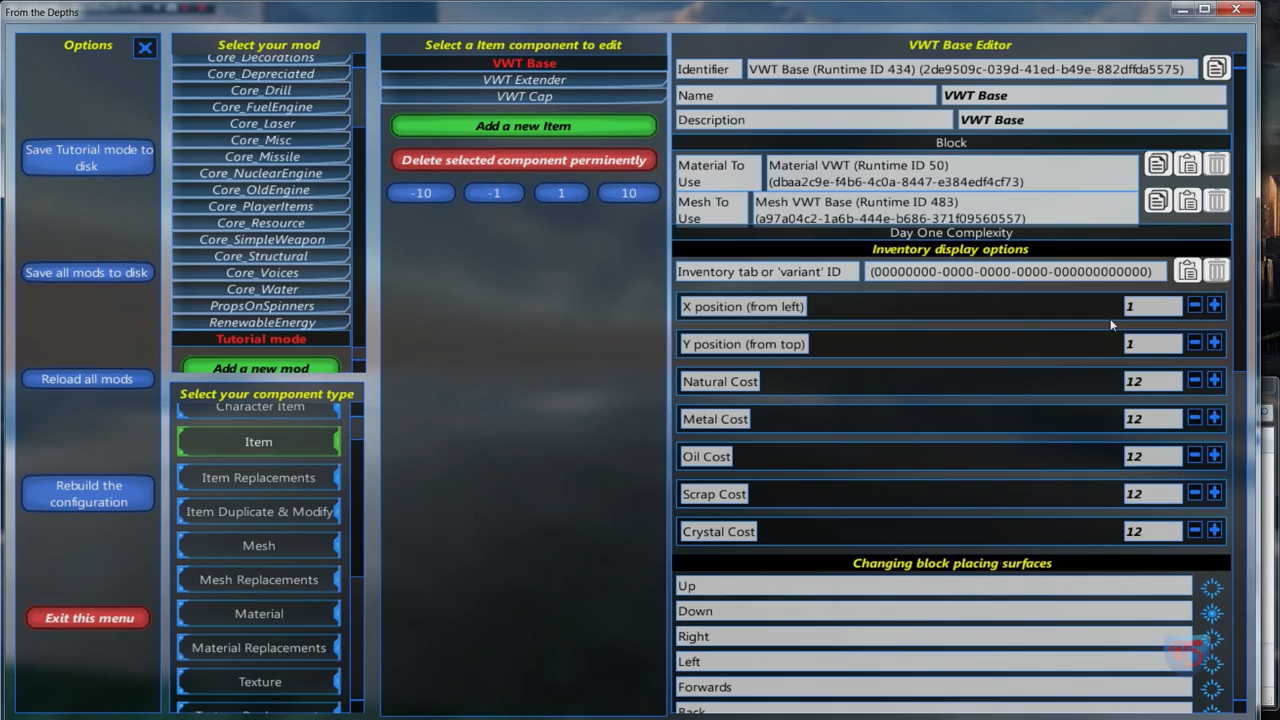 From the Depths
Options
Save Tutorial mode to
disk
Save all mods to disk
Reload all mods
Rebuild the
configuration
Exit this menu
Select your mod
Core_Decorations
Core_Depreciated
Core_Drill
Core_FuelEngine
Core_Laser
Core_Misc
Core_Missile
Core_NuclearEngine
Core_OldEngine
Core_PlayerItems
Core_Resource
Core_SimpleWeapon
Core_Structural
Core_Voices
Core_Water
PropsOnSpinners
RenewableEnergy
Tutorial mode
Add a new mod
Select your component type
Character Item
Item
Item Replacements
Item Duplicate & Modify
Mesh
Mesh Replacements
Material
Material Replacements
Texture
Select a Item component to edit
VWT Base
VWT Extender
VWT Cap
Add a new Item
Delete selected component perminently
-10 -1 1 10
VWT Base Editor
Identifier VWT Base (Runtime ID 434) (2de9509c-039d-41ed-b49e-882dffda5575)
Name VWT Base
Description VWT Base
Block
Material To
Use
Material VWT (Runtime ID 50)
(dbaa2c9e-f4b6-4c0a-8447-e384edf4cf73)
Mesh To
Use
Mesh VWT Base (Runtime ID 483)
(a97a04c2-1a6b-444e-b686-371f09560557)
Day One Complexity
Inventory display options
Inventory tab or 'variant' ID (00000000-0000-0000-0000-000000000000)
X position (from left) 1
Y position (from top) 1
Natural Cost 12
Metal Cost 12
Oil Cost 12
Scrap Cost 12
Crystal Cost 12
Changing block placing surfaces
Up
Down
Right
Left
Forwards
Back